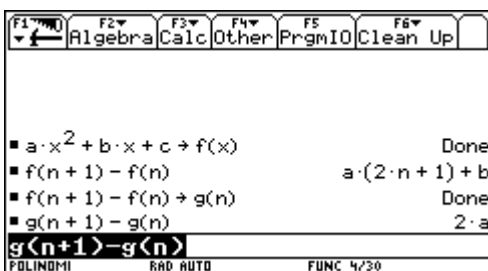 F1 F2 F3 F4 F5 F6
Algebra Calc Other PrgmIO Clean Up
▪ a·x² + b·x + c → f(x) Done
▪ f(n + 1) - f(n) a·(2·n + 1) + b
▪ f(n + 1) - f(n) → g(n) Done
▪ g(n + 1) - g(n) 2·a
g(n+1)-g(n)
POLINOMI RAD AUTO FUNC 4/30